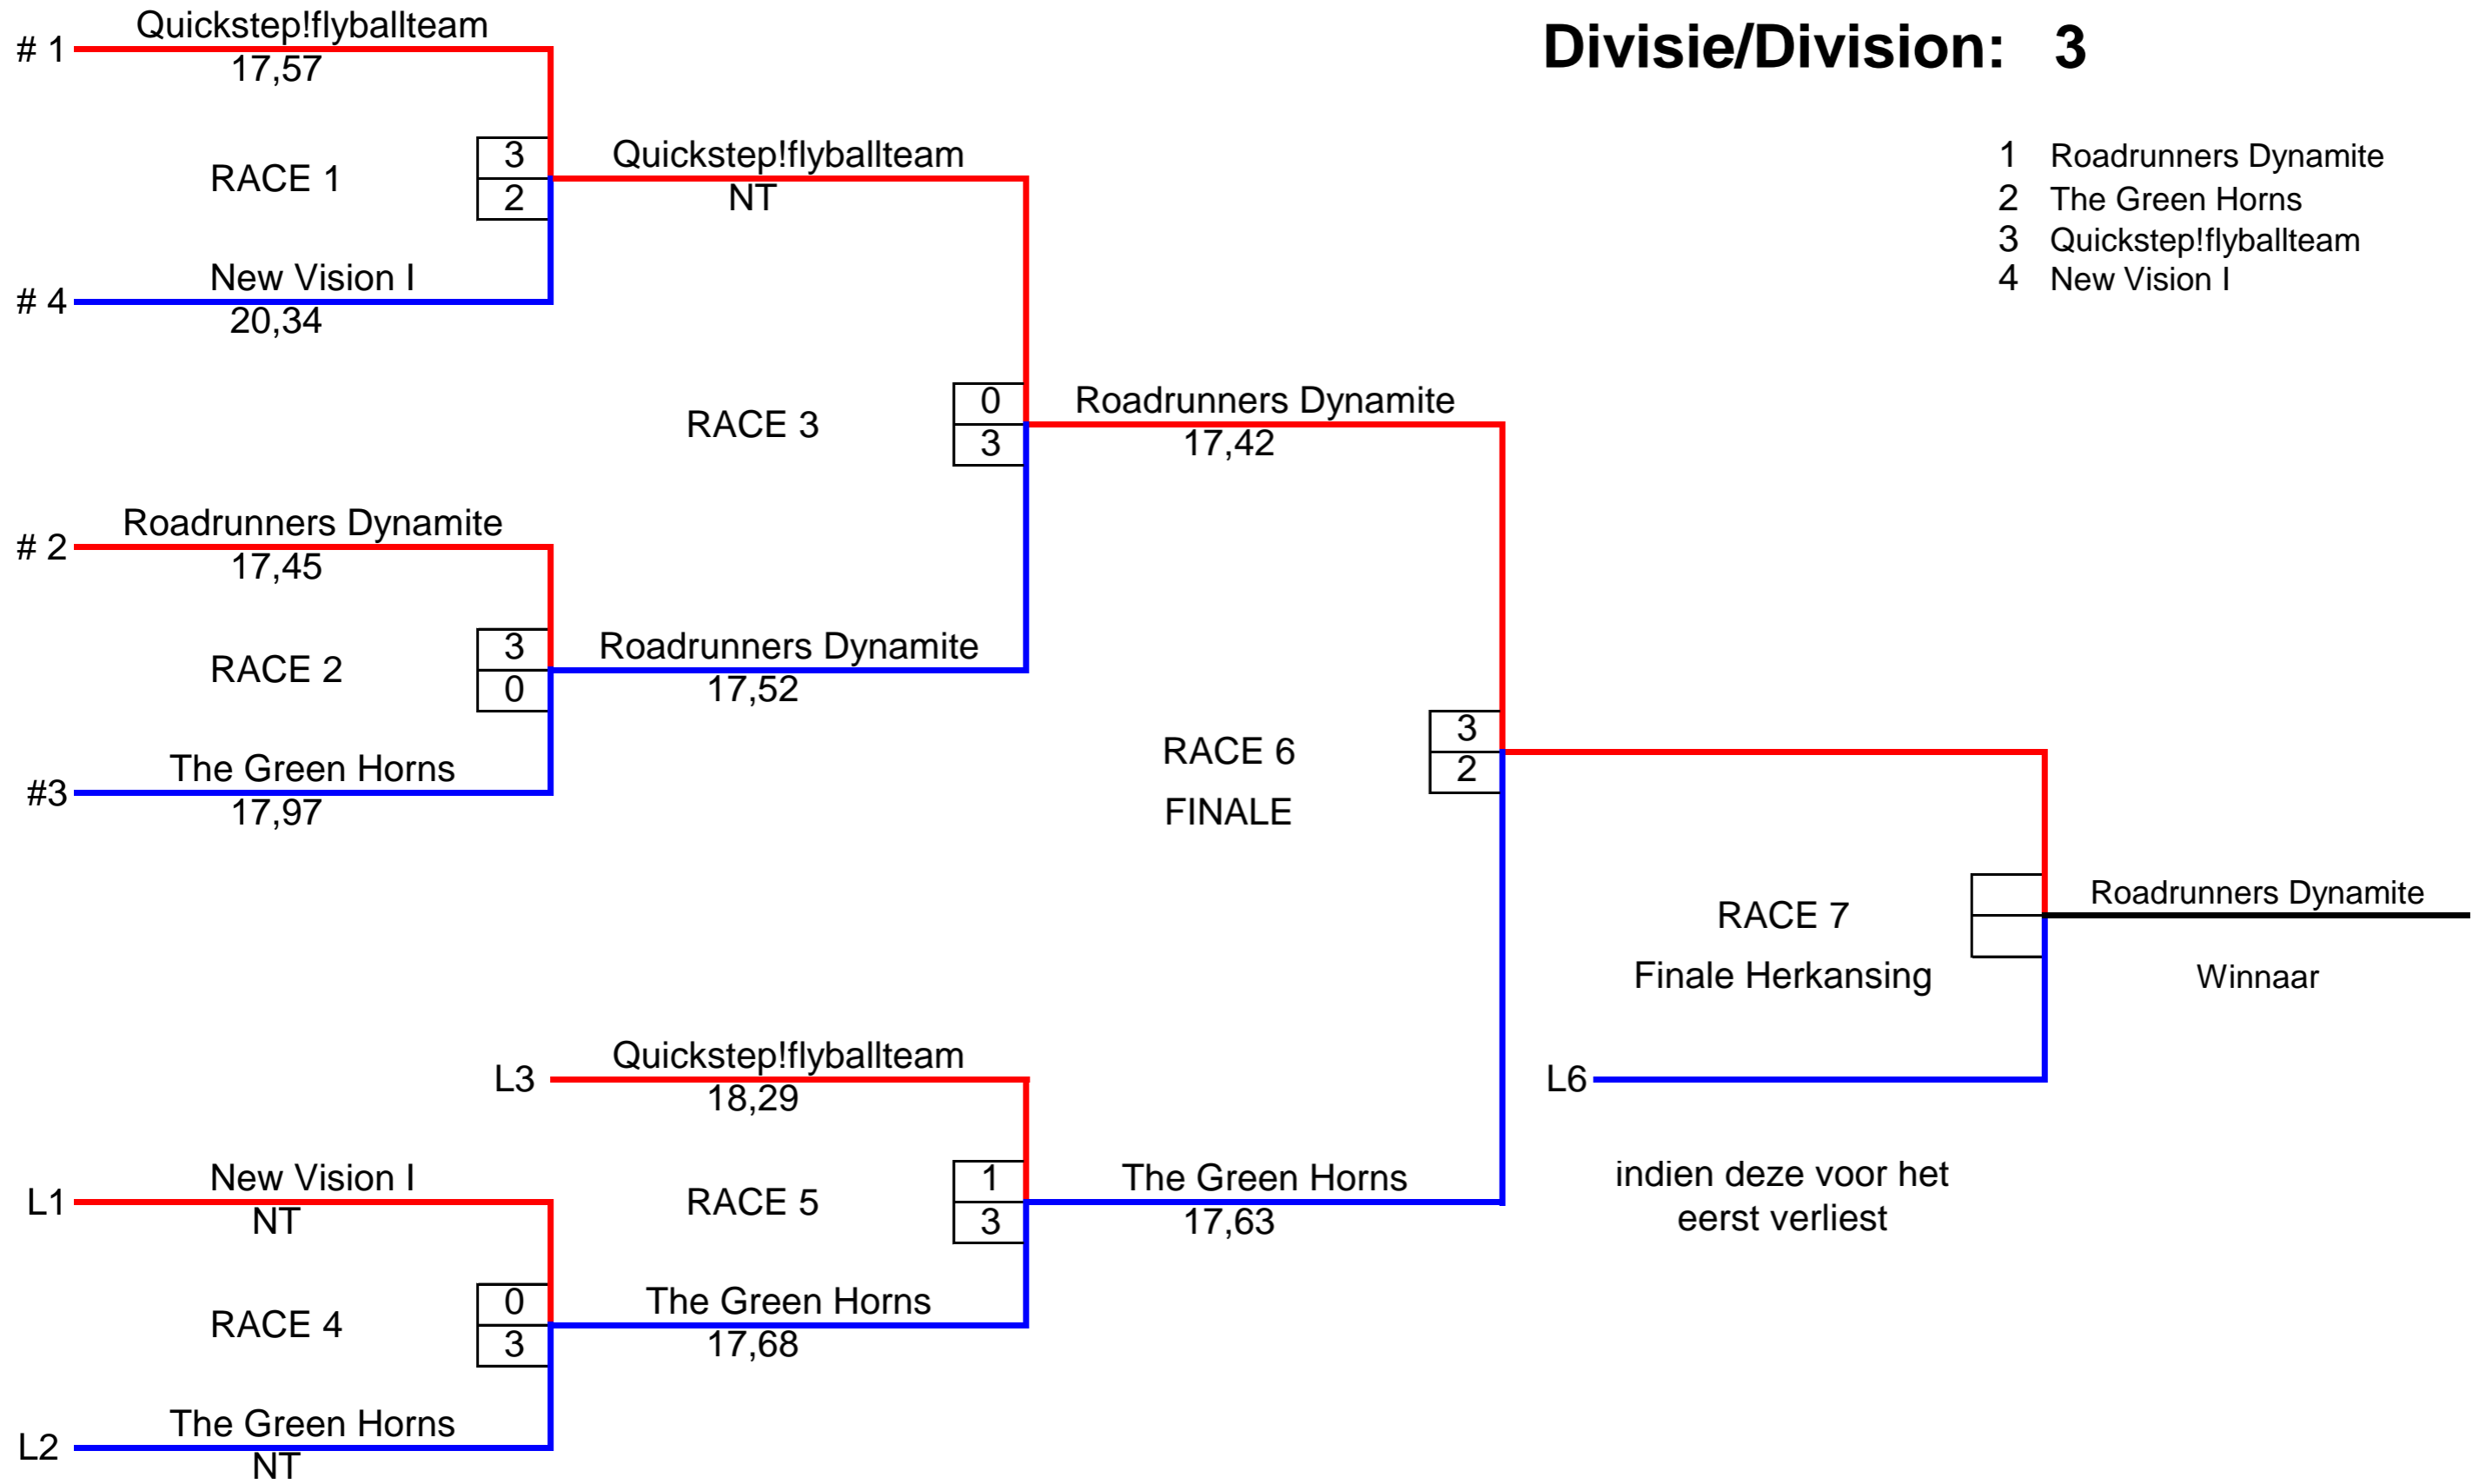 Divisie/Division: 3
1 Roadrunners Dynamite
2 The Green Horns
3 Quickstep!flyballteam
4 New Vision I
# 1
Quickstep!flyballteam
17,57
RACE 1
3
2
# 4
New Vision I
20,34
Quickstep!flyballteam
NT
RACE 3
0
3
# 2
Roadrunners Dynamite
17,45
RACE 2
3
0
#3
The Green Horns
17,97
Roadrunners Dynamite
17,52
Roadrunners Dynamite
17,42
RACE 6
FINALE
3
2
RACE 7
Finale Herkansing
Roadrunners Dynamite
Winnaar
L6
indien deze voor het
eerst verliest
L3
Quickstep!flyballteam
18,29
RACE 5
1
3
The Green Horns
17,63
L1
New Vision I
NT
RACE 4
0
3
The Green Horns
17,68
L2
The Green Horns
NT